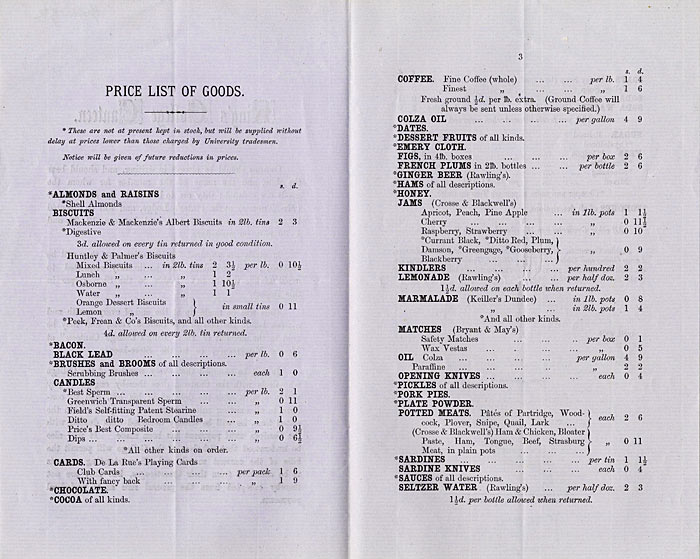 PRICE LIST OF GOODS.
* These are not at present kept in stock, but will be supplied without
delay at prices lower than those charged by University tradesmen.
Notice will be given of future reductions in prices.
s. d.
*ALMONDS and RAISINS
*Shell Almonds
BISCUITS
Mackenzie & Mackenzie's Albert Biscuits in 2lb. tins 2 3
*Digestive
3d. allowed on every tin returned in good condition.
Huntley & Palmer's Biscuits
Mixed Biscuits ... in 2lb. tins 2 3½ per lb. 0 10½
Lunch „ ... „ 1 2
Osborne „ ... „ 1 10½
Water „ ... „ 1 1
Orange Dessert Biscuits } in small tins 0 11
Lemon „
*Peek, Frean & Co's Biscuits, and all other kinds.
4d. allowed on every 2lb. tin returned.
*BACON.
BLACK LEAD ... ... ... ... per lb. 0 6
*BRUSHES and BROOMS of all descriptions.
Scrubbing Brushes ... ... ... each 1 0
CANDLES
*Best Sperm ... ... ... ... per lb. 2 1
Greenwich Transparent Sperm ... ... „ 0 11
Field's Self-fitting Patent Stearine ... „ 1 0
Ditto ditto Bedroom Candles ... „ 1 0
Price's Best Composite ... ... „ 0 9½
Dips ... ... ... ... ... „ 0 6½
*All other kinds on order.
CARDS. De La Rue's Playing Cards
Club Cards ... ... ... per pack 1 6
With fancy back ... ... ... „ 1 9
*CHOCOLATE.
*COCOA of all kinds.
3
s. d.
COFFEE. Fine Coffee (whole) ... ... per lb. 1 4
Finest „ ... ... „ 1 6
Fresh ground ½d. per lb. extra. (Ground Coffee will
always be sent unless otherwise specified.)
COLZA OIL ... ... ... ... per gallon 4 9
*DATES.
*DESSERT FRUITS of all kinds.
*EMERY CLOTH.
FIGS, in 4lb. boxes ... ... ... per box 2 6
FRENCH PLUMS in 2lb. bottles ... ... per bottle 2 6
*GINGER BEER (Rawling's).
*HAMS of all descriptions.
*HONEY.
JAMS (Crosse & Blackwell's)
Apricot, Peach, Pine Apple ... in 1lb. pots 1 1½
Cherry ... ... ... „ 0 11½
Raspberry, Strawberry ... ... „ 0 10
*Currant Black, *Ditto Red, Plum, }
Damson, *Greengage, *Gooseberry, „ 0 9
Blackberry ... ...
KINDLERS ... ... ... per hundred 2 2
LEMONADE (Rawling's) ... ... per half doz. 2 3
1½d. allowed on each bottle when returned.
MARMALADE (Keiller's Dundee) ... in 1lb. pots 0 8
„ ... in 2lb. pots 1 4
*And all other kinds.
MATCHES (Bryant & May's)
Safety Matches ... ... ... per box 0 1
Wax Vestas ... ... ... „ 0 5
OIL Colza ... ... ... ... per gallon 4 9
Paraffine ... ... ... ... „ 2 2
OPENING KNIVES ... ... ... ... each 0 4
*PICKLES of all descriptions.
*PORK PIES.
*PLATE POWDER.
POTTED MEATS. Pâtés of Partridge, Wood- }
cock, Plover, Snipe, Quail, Lark ... each 2 6
(Crosse & Blackwell's) Ham & Chicken, Bloater }
Paste, Ham, Tongue, Beef, Strasburg „ 0 11
Meat, in plain pots ... ... ...
*SARDINES ... ... ... ... per tin 1 1½
SARDINE KNIVES ... ... ... ... each 0 4
*SAUCES of all descriptions.
SELTZER WATER (Rawling's) ... per half doz. 2 3
1½d. per bottle allowed when returned.